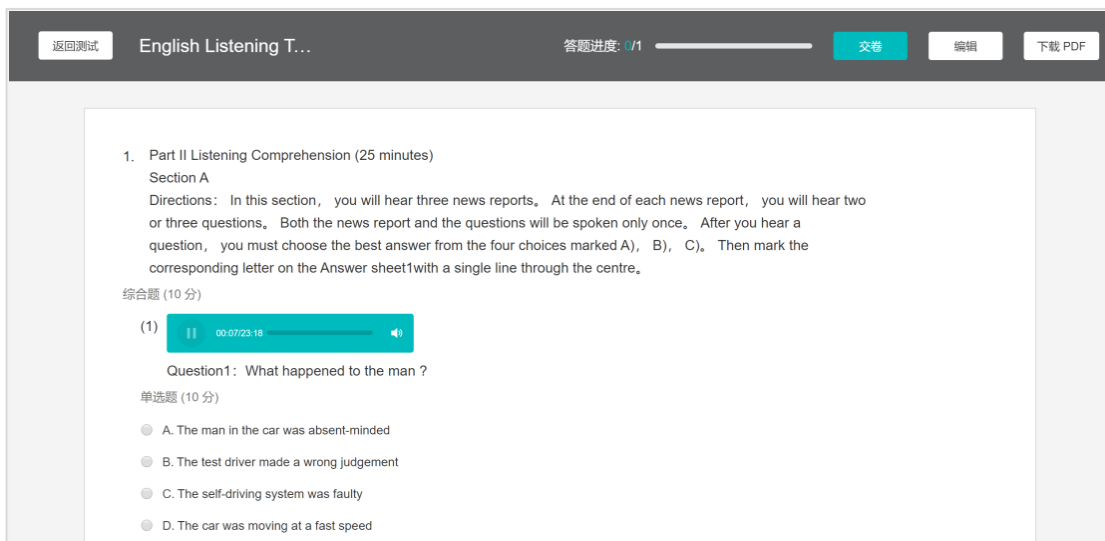 返回测试 English Listening T... 答题进度: 0/1 交卷 编辑 下载 PDF
1. Part II Listening Comprehension (25 minutes)
Section A
Directions： In this section， you will hear three news reports。 At the end of each news report， you will hear two
or three questions。 Both the news report and the questions will be spoken only once。 After you hear a
question， you must choose the best answer from the four choices marked A)， B)， C)。 Then mark the
corresponding letter on the Answer sheet1with a single line through the centre。
综合题 (10 分)
(1) 00:07/23:18
Question1：What happened to the man ?
单选题 (10 分)
A. The man in the car was absent-minded
B. The test driver made a wrong judgement
C. The self-driving system was faulty
D. The car was moving at a fast speed